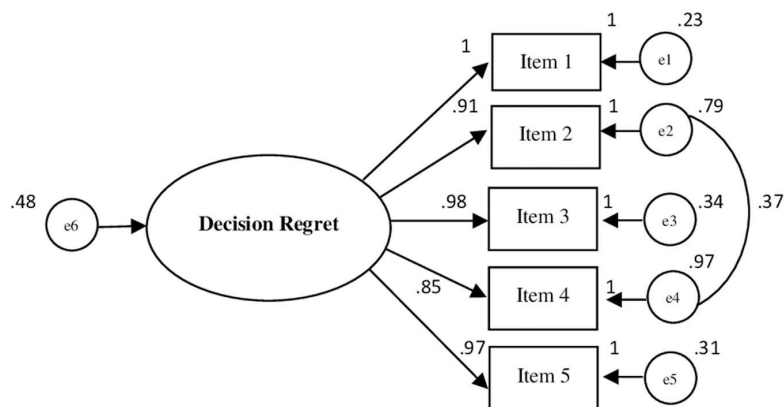 1 .23
1
Item 1
e1
.91
1 .79
Item 2
e2
.48
e6
Decision Regret
.98
1
Item 3
e3
.34
.37
.85
1
Item 4
e4
.97
.97
1
Item 5
e5
.31